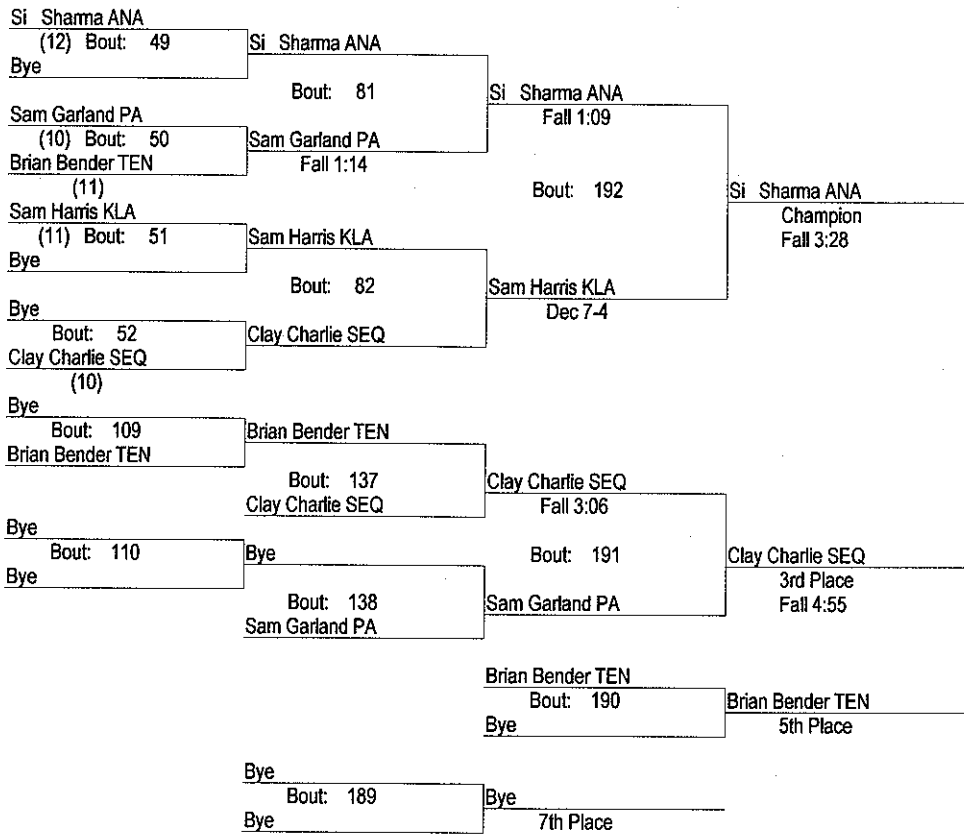 Si Sharma ANA
(12) Bout: 49
Bye
Si Sharma ANA
Bout: 81
Sam Garland PA
(10) Bout: 50
Brian Bender TEN
(11)
Sam Garland PA
Fall 1:14
Si Sharma ANA
Fall 1:09
Bout: 192
Sam Harris KLA
(11) Bout: 51
Bye
Sam Harris KLA
Bout: 82
Bye
Bout: 52
Clay Charlie SEQ
(10)
Clay Charlie SEQ
Sam Harris KLA
Dec 7-4
Si Sharma ANA
Champion
Fall 3:28
Bye
Bout: 109
Brian Bender TEN
Brian Bender TEN
Bout: 137
Clay Charlie SEQ
Clay Charlie SEQ
Fall 3:06
Bout: 191
Bye
Bout: 110
Bye
Bye
Bout: 138
Sam Garland PA
Sam Garland PA
Clay Charlie SEQ
3rd Place
Fall 4:55
Brian Bender TEN
Bout: 190
Bye
Brian Bender TEN
5th Place
Bye
Bout: 189
Bye
Bye
7th Place